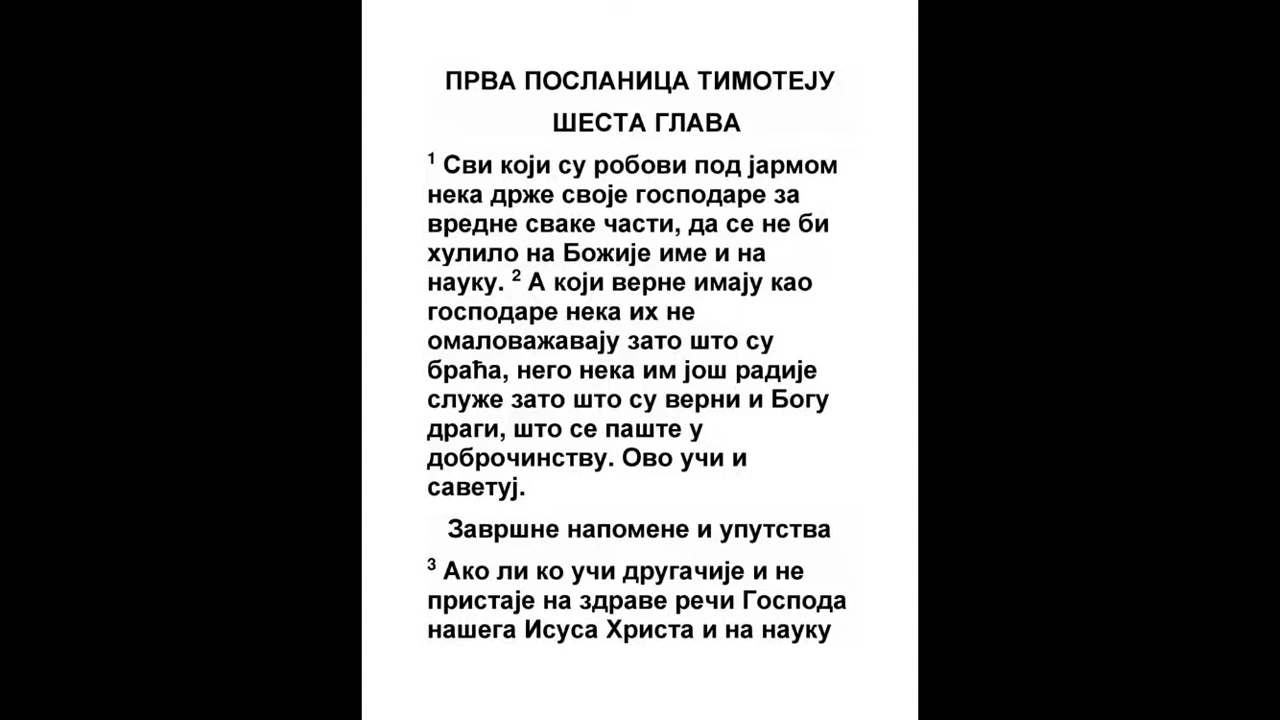 ПРВА ПОСЛАНИЦА ТИМОТЕЈУ
ШЕСТА ГЛАВА
1 Сви који су робови под јармом
нека држе своје господаре за
вредне сваке части, да се не би
хулило на Божије име и на
науку. 2 А који верне имају као
господаре нека их не
омаловажавају зато што су
браћа, него нека им још радије
служе зато што су верни и Богу
драги, што се паште у
доброчинству. Ово учи и
саветуј.
Завршне напомене и упутства
3 Ако ли ко учи другачије и не
пристаје на здраве речи Господа
нашега Исуса Христа и на науку